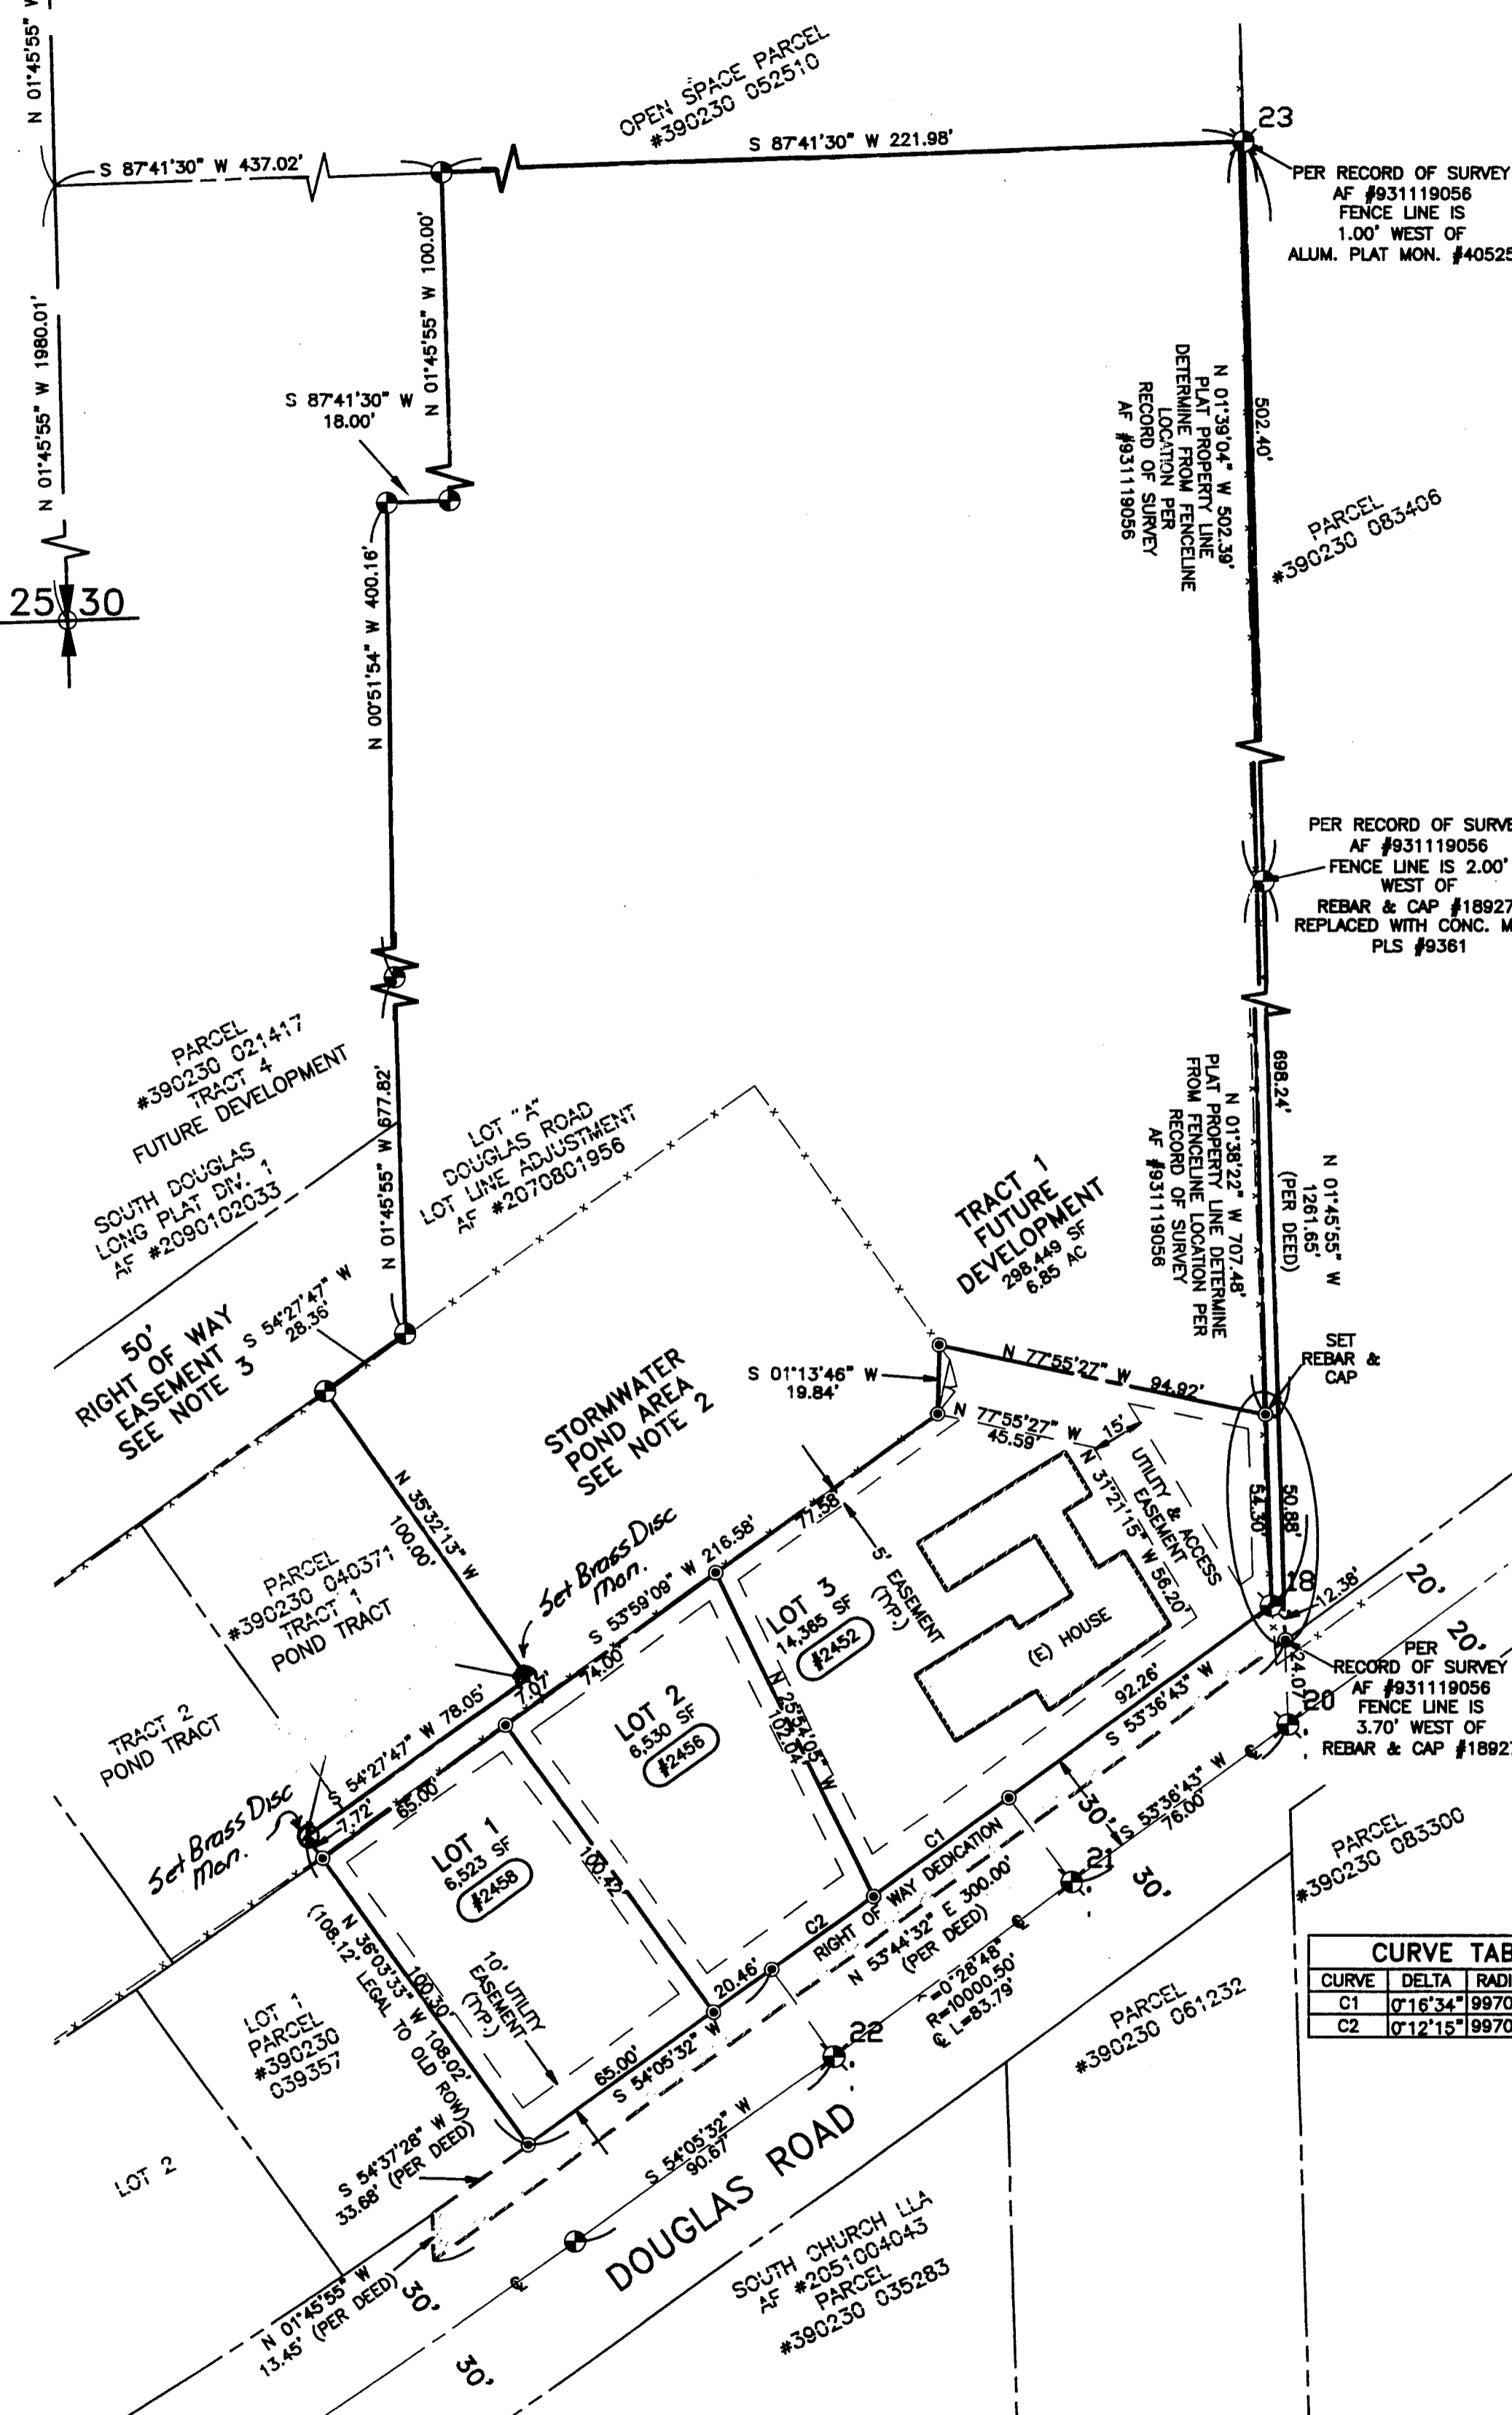 N 01°45'55" W
OPEN SPACE PARCEL
#390230 052510
23
S 87°41'30" W 437.02'
S 87°41'30" W 221.98'
PER RECORD OF SURVEY
AF #931119056
FENCE LINE IS
1.00' WEST OF
ALUM. PLAT MON. #40525
N 01°45'55" W 100.00'
N 01°45'55" W 1980.01'
S 87°41'30" W
18.00'
N 01°39'04" W 502.39'
PLAT PROPERTY LINE
DETERMINE FROM FENCELINE
LOCATION PER
RECORD OF SURVEY
AF #931119056
502.40'
PARCEL
#390230 083406
25 30
N 00°51'54" W 400.16'
PER RECORD OF SURVE
AF #931119056
FENCE LINE IS 2.00'
WEST OF
REBAR & CAP #18927
REPLACED WITH CONC. M
PLS #9361
PARCEL
#390230 021417
TRACT 4
FUTURE DEVELOPMENT
SOUTH DOUGLAS
LONG PLAT DIV. 1
AF #2090102033
N 01°45'55" W 677.82'
LOT "A"
DOUGLAS ROAD
LOT LINE ADJUSTMENT
AF #2070801956
TRACT 1
FUTURE
DEVELOPMENT
298,449 SF
6.85 AC
N 01°38'22" W 707.48'
PLAT PROPERTY LINE DETERMINE
FROM FENCELINE LOCATION PER
RECORD OF SURVEY
AF #931119056
698.24'
N 01°45'55" W
1261.65'
(PER DEED)
SET
REBAR &
CAP
50'
RIGHT OF WAY
EASEMENT
SEE NOTE 3
S 54°27'47" W
28.36'
STORMWATER
POND AREA
SEE NOTE 2
S 01°13'46" W
19.84'
N 77°55'27" W 94.92'
N 77°55'27" W
45.59'
15'
UTILITY & ACCESS
EASEMENT
N 31°21'15" W 56.20'
54.30'
50.88'
N 35°32'13" W
100.00'
PARCEL
#390230 040371
TRACT 1
POND TRACT
TRACT 2
POND TRACT
Set Brass Disc
Mon.
S 53°59'09" W 216.58'
77.58'
74.00'
7.07'
5' EASEMENT
(TYP.)
LOT 3
14,365 SF
#2452
(E) HOUSE
18
12.38'
20'
20'
PER
RECORD OF SURVEY
AF #931119056
FENCE LINE IS
3.70' WEST OF
REBAR & CAP #1892
24.07'
20
S 53°36'43" W
92.26'
LOT 2
6,530 SF
#2456
N 25°54'05" W
102.04'
S 54°27'47" W 78.05'
7.72'
65.00'
Set Brass Disc
Mon.
LOT 1
6,523 SF
#2458
100.42'
C1
C2
RIGHT OF WAY DEDICATION
N 53°44'32" E 300.00'
(PER DEED)
30'
S 53°36'43" W
76.00'
21
30'
PARCEL
#390230 083300
CURVE TAB
CURVE DELTA RADI
C1 0°16'34" 9970
C2 0°12'15" 9970
=0°28'48"
R=10000.50'
L=83.79'
22
20.46'
N 36°03'33" W 108.02'
(108.12' LEGAL TO OLD ROW)
100.30'
10' UTILITY
EASEMENT
(TYP.)
65.00'
S 54°05'32" W
PARCEL
#390230 061232
LOT 1
PARCEL
#390230
039357
LOT 2
S 54°37'28" W
33.68' (PER DEED)
S 54°05'32" W
90.67'
DOUGLAS ROAD
N 01°45'55" W
13.45' (PER DEED)
30'
30'
SOUTH CHURCH LLA
AF #2051004043
PARCEL
#390230 035283